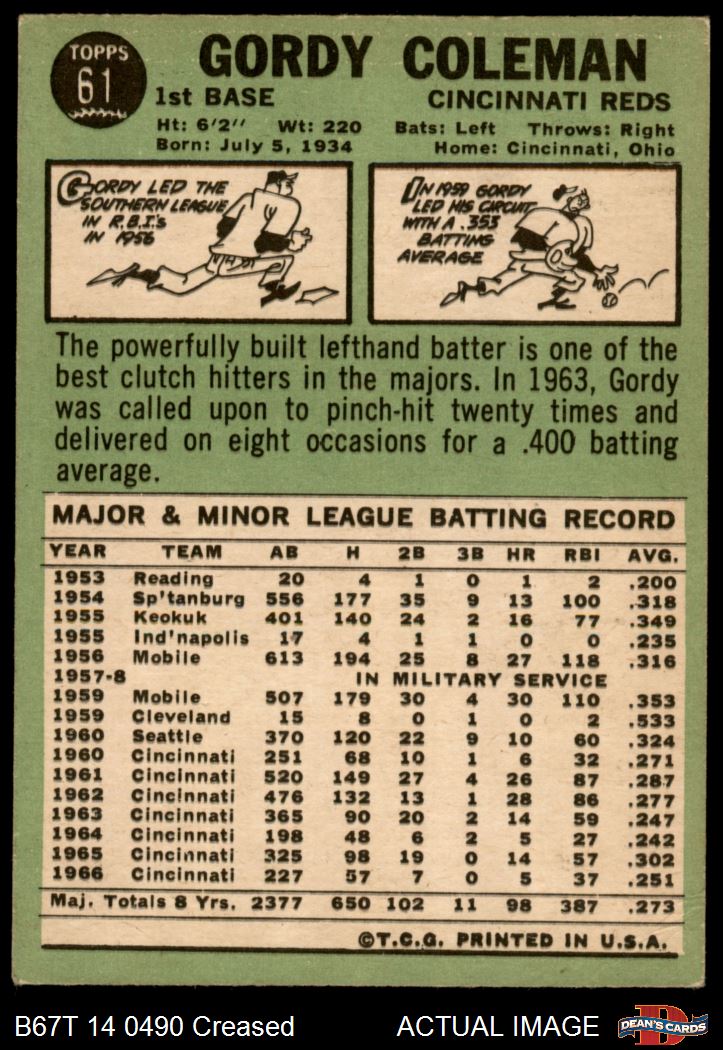 TOPPS
61
GORDY COLEMAN
1st BASE
CINCINNATI REDS
Ht: 6'2'' Wt: 220
Bats: Left Throws: Right
Born: July 5, 1934
Home: Cincinnati, Ohio
GORDY LED THE
SOUTHERN LEAGUE
IN R.B.I.'s
IN 1956
IN 1959 GORDY
LED HIS CIRCUIT
WITH A .353
BATTING
AVERAGE
The powerfully built lefthand batter is one of the
best clutch hitters in the majors. In 1963, Gordy
was called upon to pinch-hit twenty times and
delivered on eight occasions for a .400 batting
average.
MAJOR & MINOR LEAGUE BATTING RECORD
YEAR TEAM AB H 2B 3B HR RBI AVG.
1953 Reading 20 4 1 0 1 2 .200
1954 Sp'tanburg 556 177 35 9 13 100 .318
1955 Keokuk 401 140 24 2 16 77 .349
1955 Ind'napolis 17 4 1 1 0 0 .235
1956 Mobile 613 194 25 8 27 118 .316
1957-8 IN MILITARY SERVICE
1959 Mobile 507 179 30 4 30 110 .353
1959 Cleveland 15 8 0 1 0 2 .533
1960 Seattle 370 120 22 9 10 60 .324
1960 Cincinnati 251 68 10 1 6 32 .271
1961 Cincinnati 520 149 27 4 26 87 .287
1962 Cincinnati 476 132 13 1 28 86 .277
1963 Cincinnati 365 90 20 2 14 59 .247
1964 Cincinnati 198 48 6 2 5 27 .242
1965 Cincinnati 325 98 19 0 14 57 .302
1966 Cincinnati 227 57 7 0 5 37 .251
Maj. Totals 8 Yrs. 2377 650 102 11 98 387 .273
©T.C.G. PRINTED IN U.S.A.
B67T 14 0490 Creased
ACTUAL IMAGE
D
DEAN'S CARDS